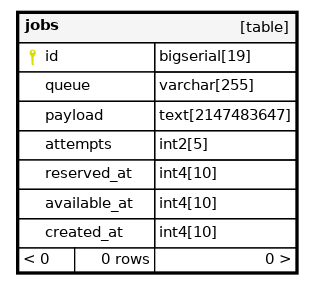 jobs [table]
id bigserial[19]
queue varchar[255]
payload text[2147483647]
attempts int2[5]
reserved_at int4[10]
available_at int4[10]
created_at int4[10]
< 0 0 rows 0 >